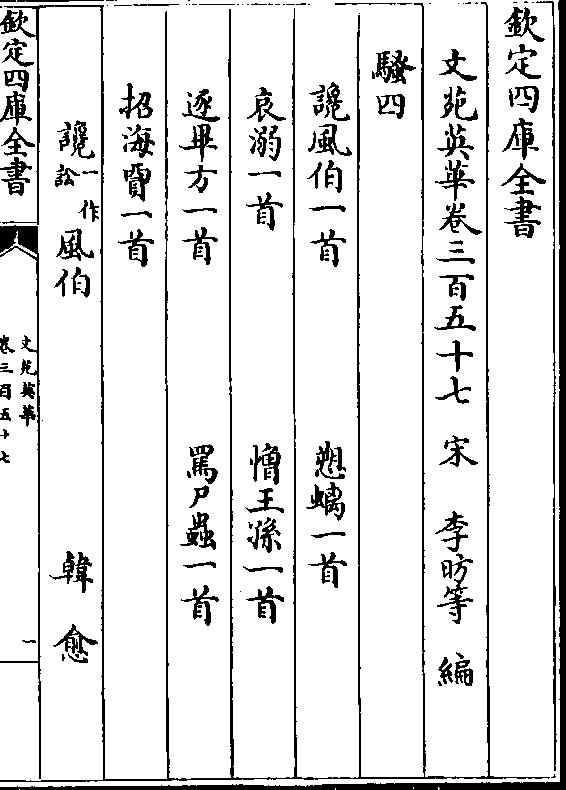 欽定四庫全書
文苑英華卷三百五十七 宋 李昉等 編
騷四
讒風伯一首 愬螭一首
哀溺一首 憎王孫一首
逐畢方一首 罵尸蟲一首
招海賈一首
讒一作訟風伯 韓愈
欽定四庫全書
文苑英華
卷三百五十七
一